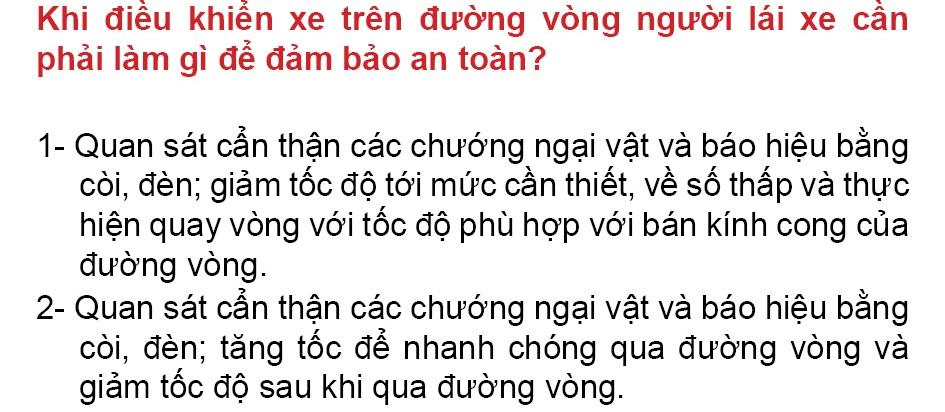 Khi điều khiển xe trên đường vòng người lái xe cần
phải làm gì để đảm bảo an toàn?
1- Quan sát cẩn thận các chướng ngại vật và báo hiệu bằng
còi, đèn; giảm tốc độ tới mức cần thiết, về số thấp và thực
hiện quay vòng với tốc độ phù hợp với bán kính cong của
đường vòng.
2- Quan sát cẩn thận các chướng ngại vật và báo hiệu bằng
còi, đèn; tăng tốc để nhanh chóng qua đường vòng và
giảm tốc độ sau khi qua đường vòng.